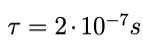 τ = 2 · 10⁻⁷s